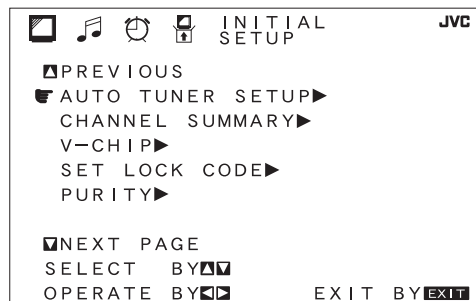 INITIAL SETUP JVC
▲PREVIOUS
AUTO TUNER SETUP▶
CHANNEL SUMMARY▶
V-CHIP▶
SET LOCK CODE▶
PURITY▶
▼NEXT PAGE
SELECT BY▲▼
OPERATE BY◀▶ EXIT BY EXIT